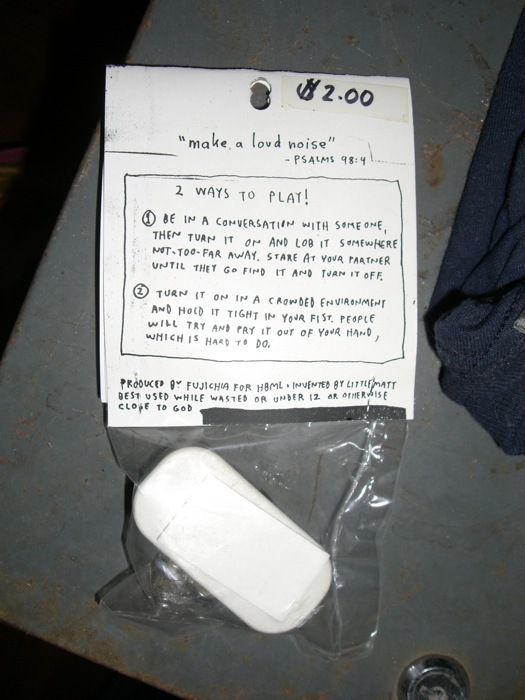 $2.00
"make a loud noise"
- PSALMS 98:4
2 WAYS TO PLAY!
① BE IN A CONVERSATION WITH SOMEONE,
THEN TURN IT ON AND LOB IT SOMEWHERE
NOT-TOO-FAR AWAY. STARE AT YOUR PARTNER
UNTIL THEY GO FIND IT AND TURN IT OFF.
② TURN IT ON IN A CROWDED ENVIRONMENT
AND HOLD IT TIGHT IN YOUR FIST. PEOPLE
WILL TRY AND PRY IT OUT OF YOUR HAND,
WHICH IS HARD TO DO.
PRODUCED BY FUJICHIA FOR HBML • INVENTED BY LITTLE MATT
BEST USED WHILE WASTED OR UNDER 12 OR OTHERWISE
CLOSE TO GOD